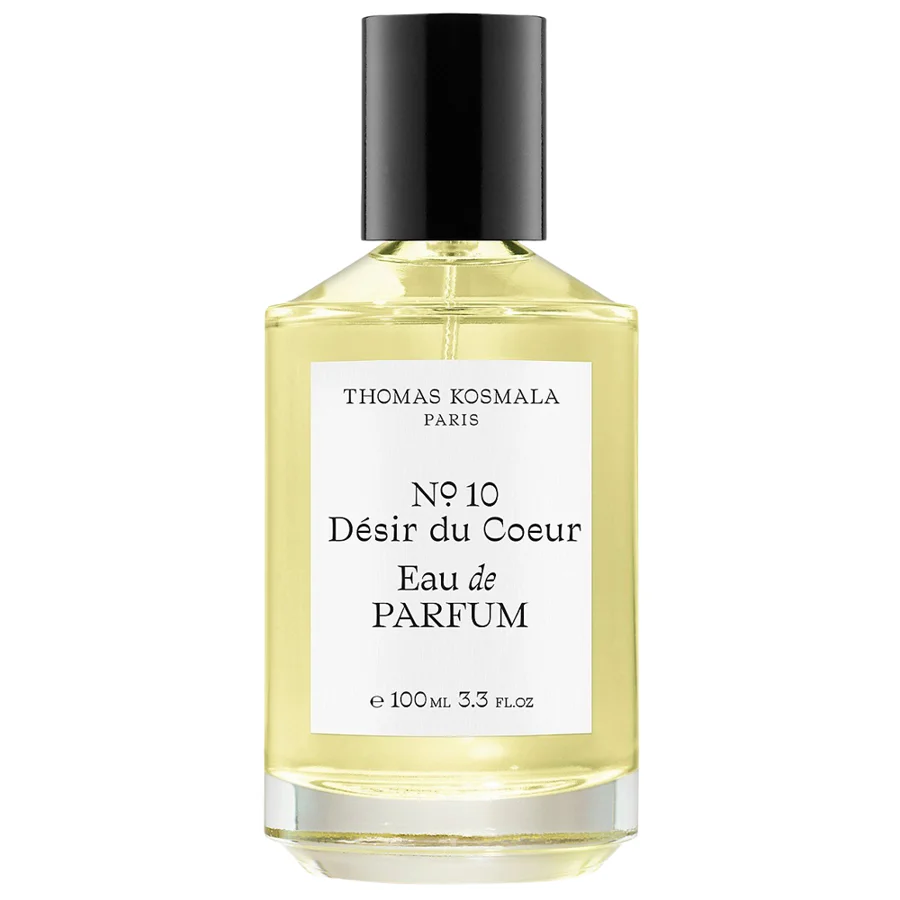 THOMAS KOSMALA
PARIS
Nº 10
Désir du Coeur
Eau de
PARFUM
℮ 100ML 3.3 FL.OZ